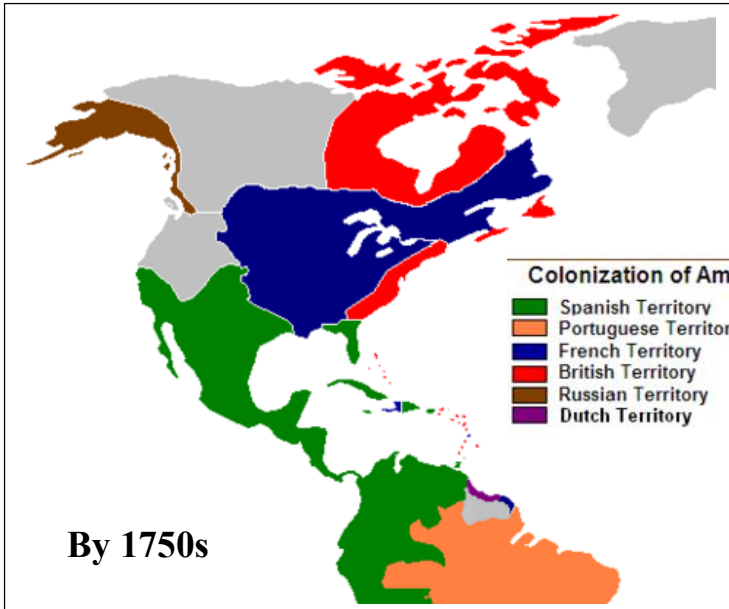 Colonization of Am
Spanish Territory
Portuguese Territor
French Territory
British Territory
Russian Territory
Dutch Territory
By 1750s